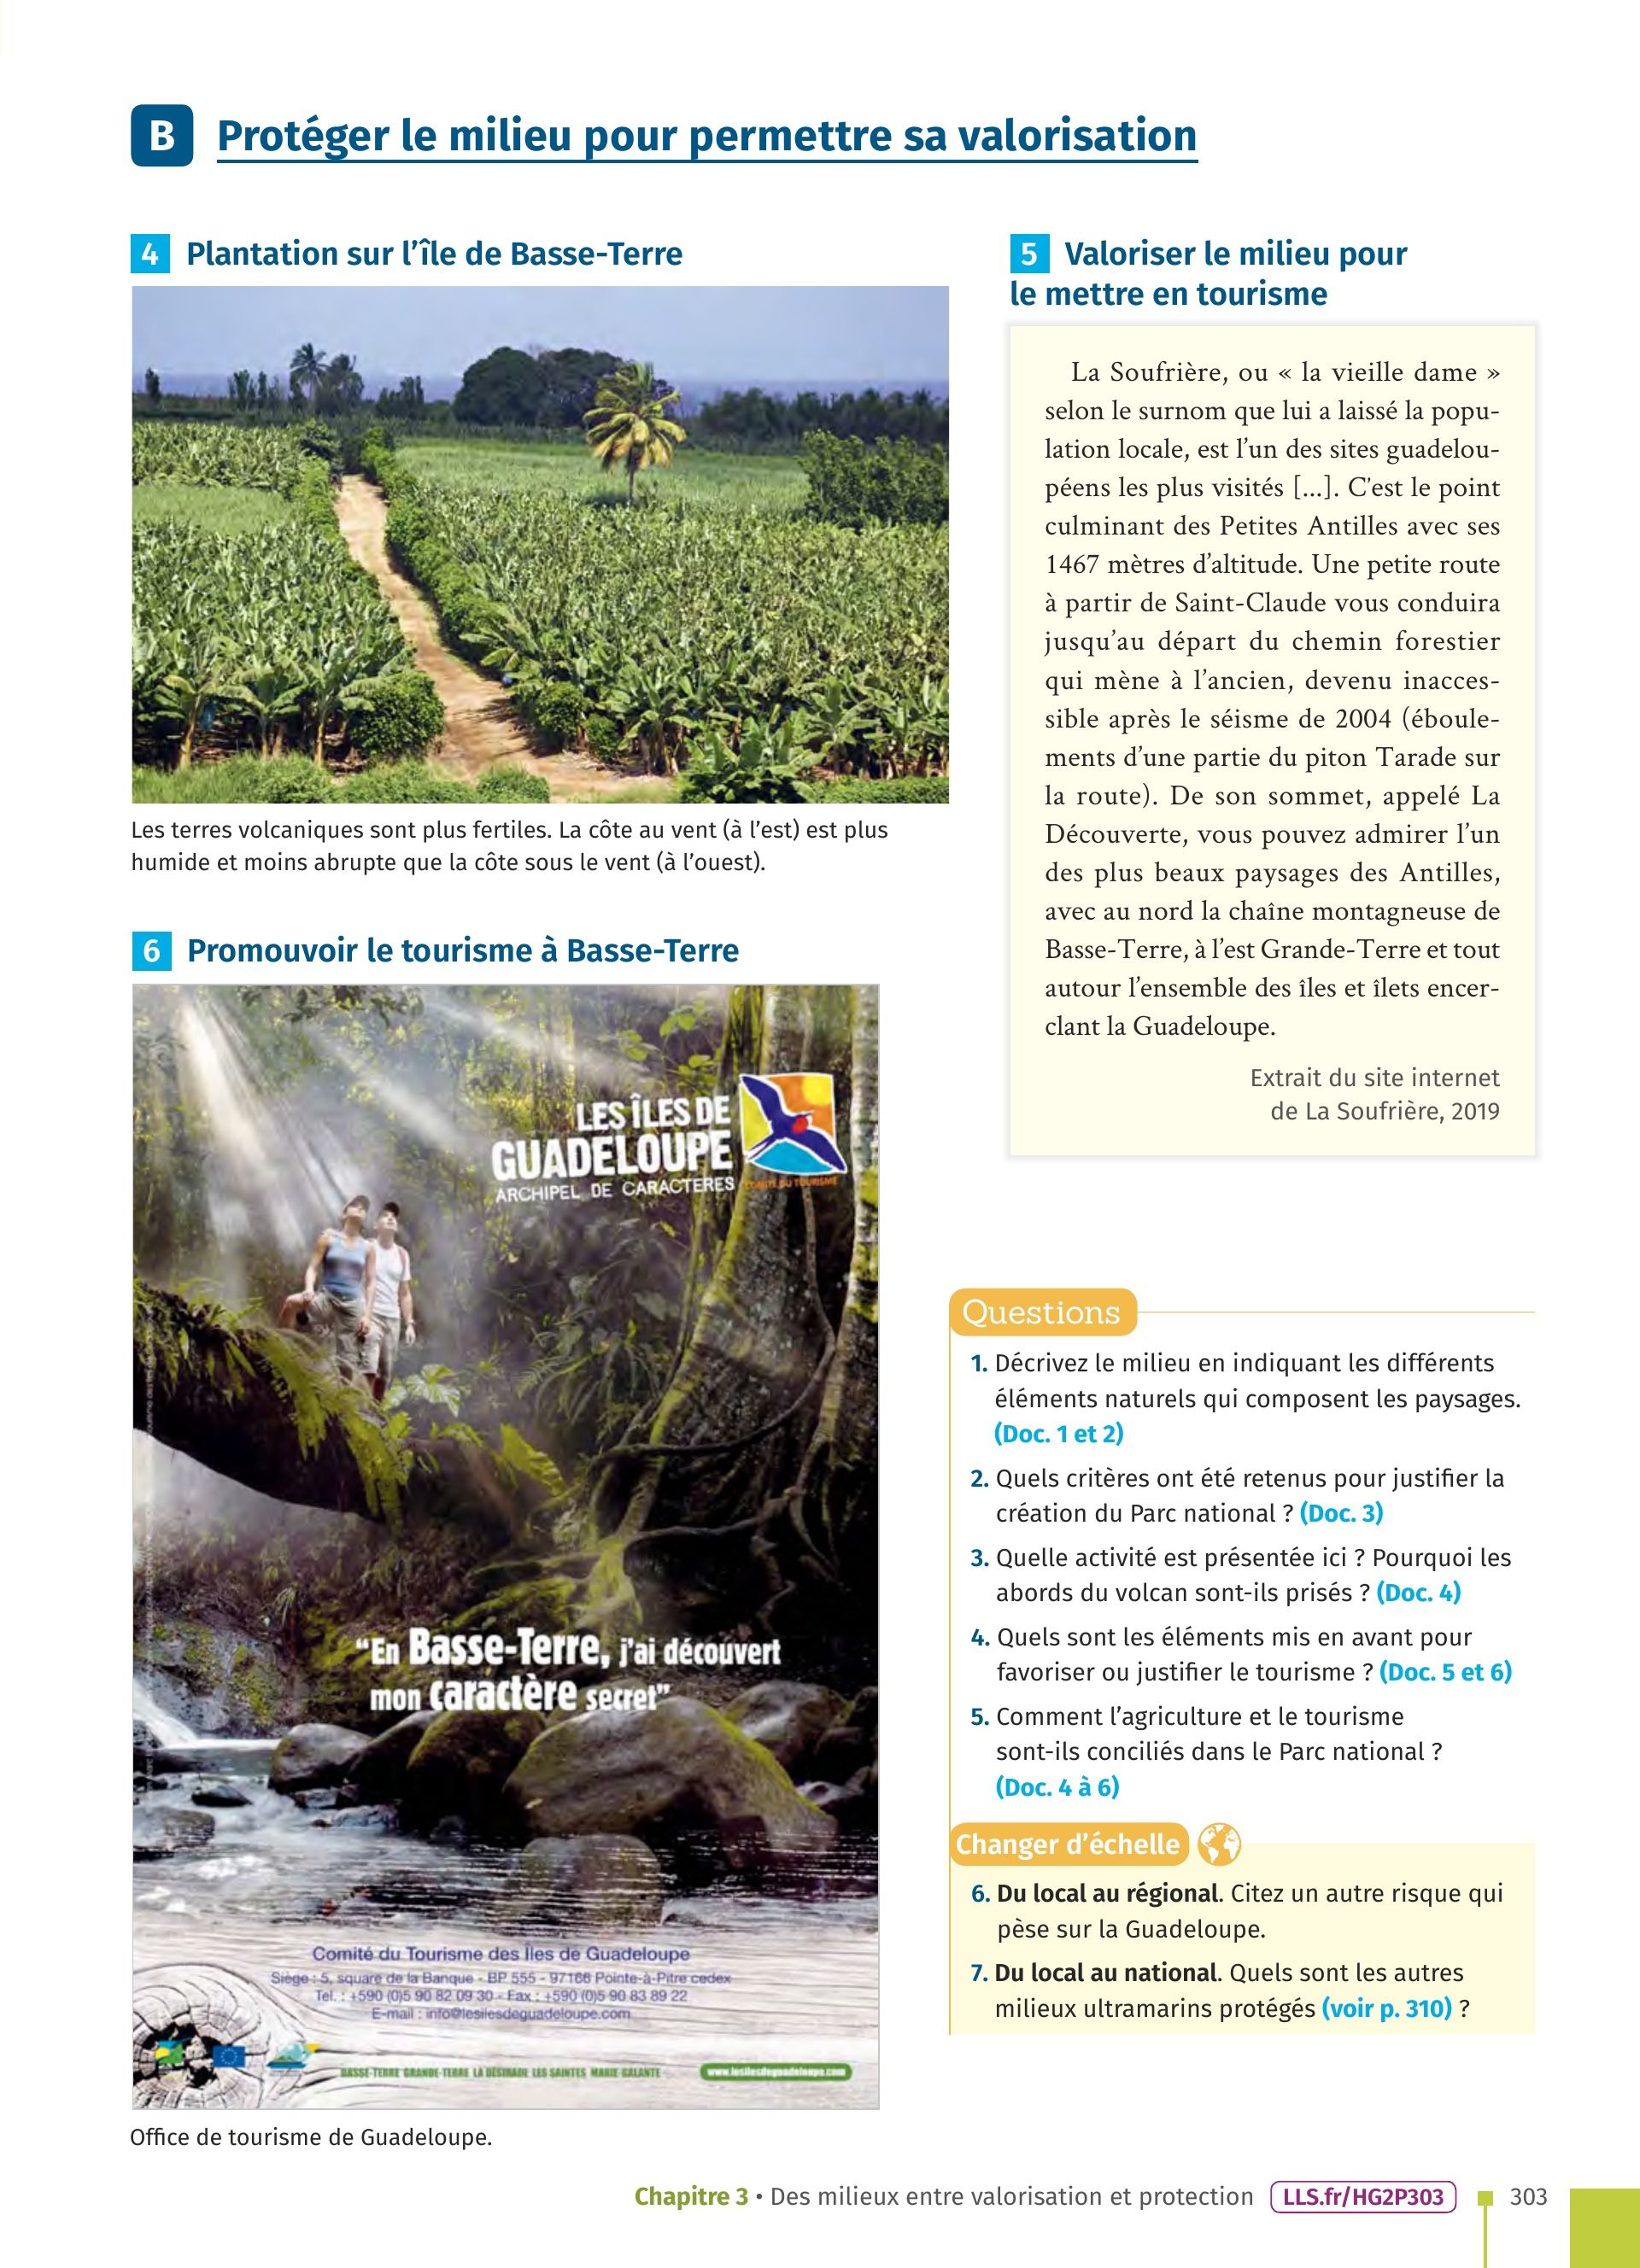 B Protéger le milieu pour permettre sa valorisation
4 Plantation sur l’île de Basse-Terre
Les terres volcaniques sont plus fertiles. La côte au vent (à l’est) est plus
humide et moins abrupte que la côte sous le vent (à l’ouest).
5 Valoriser le milieu pour
le mettre en tourisme
La Soufrière, ou « la vieille dame »
selon le surnom que lui a laissé la popu-
lation locale, est l’un des sites guadelou-
péens les plus visités [...]. C’est le point
culminant des Petites Antilles avec ses
1467 mètres d’altitude. Une petite route
à partir de Saint-Claude vous conduira
jusqu’au départ du chemin forestier
qui mène à l’ancien, devenu inacces-
sible après le séisme de 2004 (éboule-
ments d’une partie du piton Tarade sur
la route). De son sommet, appelé La
Découverte, vous pouvez admirer l’un
des plus beaux paysages des Antilles,
avec au nord la chaîne montagneuse de
Basse-Terre, à l’est Grande-Terre et tout
autour l’ensemble des îles et îlets encer-
clant la Guadeloupe.
Extrait du site internet
de La Soufrière, 2019
6 Promouvoir le tourisme à Basse-Terre
LES ÎLES DE
GUADELOUPE
ARCHIPEL DE CARACTERES
COMITÉ DU TOURISME
“En Basse-Terre, j’ai découvert
mon caractère secret”
Comité du Tourisme des Îles de Guadeloupe
Siège : 5, square de la Banque - BP 555 - 97166 Pointe-à-Pitre cedex
Tel. : +590 (0)5 90 82 09 30 - Fax : +590 (0)5 90 83 89 22
E-mail : info@lesilesdeguadeloupe.com
BASSE-TERRE GRANDE-TERRE LA DÉSIRADE LES SAINTES MARIE-GALANTE
www.lesilesdeguadeloupe.com
Office de tourisme de Guadeloupe.
Questions
1. Décrivez le milieu en indiquant les différents
éléments naturels qui composent les paysages.
(Doc. 1 et 2)
2. Quels critères ont été retenus pour justifier la
création du Parc national ? (Doc. 3)
3. Quelle activité est présentée ici ? Pourquoi les
abords du volcan sont-ils prisés ? (Doc. 4)
4. Quels sont les éléments mis en avant pour
favoriser ou justifier le tourisme ? (Doc. 5 et 6)
5. Comment l’agriculture et le tourisme
sont-ils conciliés dans le Parc national ?
(Doc. 4 à 6)
Changer d’échelle
6. Du local au régional. Citez un autre risque qui
pèse sur la Guadeloupe.
7. Du local au national. Quels sont les autres
milieux ultramarins protégés (voir p. 310) ?
Chapitre 3 • Des milieux entre valorisation et protection LLS.fr/HG2P303 303